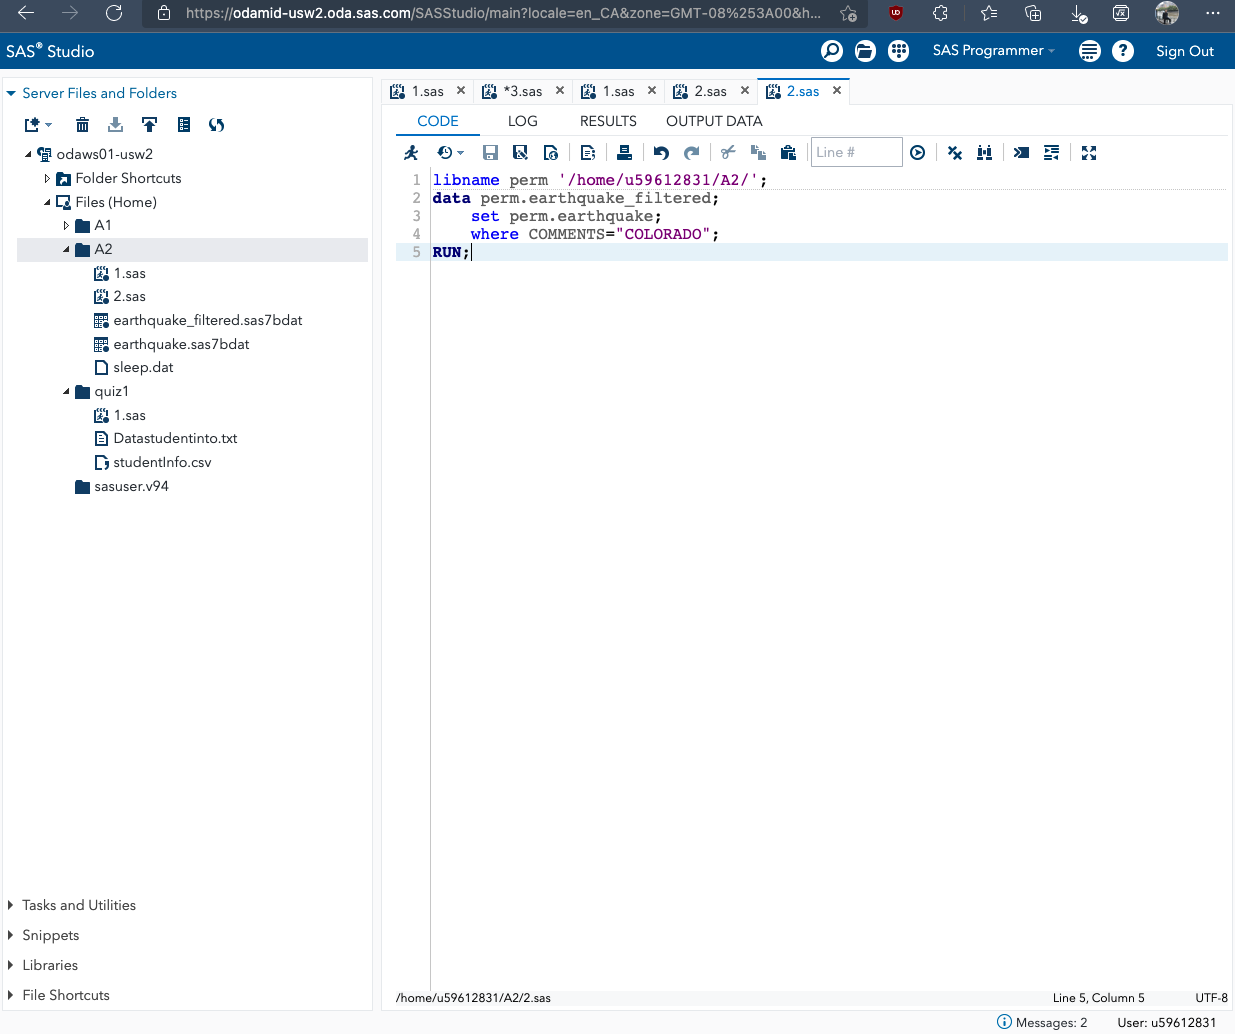 https://odamid-usw2.oda.sas.com/SASStudio/main?locale=en_CA&zone=GMT-08%253A00&h...
SAS® Studio
SAS Programmer
Sign Out
Server Files and Folders
odaws01-usw2
Folder Shortcuts
Files (Home)
A1
A2
1.sas
2.sas
earthquake_filtered.sas7bdat
earthquake.sas7bdat
sleep.dat
quiz1
1.sas
Datastudentinto.txt
studentInfo.csv
sasuser.v94
Tasks and Utilities
Snippets
Libraries
File Shortcuts
1.sas
*3.sas
1.sas
2.sas
2.sas
CODE
LOG
RESULTS
OUTPUT DATA
Line #
1 libname perm '/home/u59612831/A2/';
2 data perm.earthquake_filtered;
3 set perm.earthquake;
4 where COMMENTS="COLORADO";
5 RUN;
/home/u59612831/A2/2.sas
Line 5, Column 5
UTF-8
Messages: 2
User: u59612831